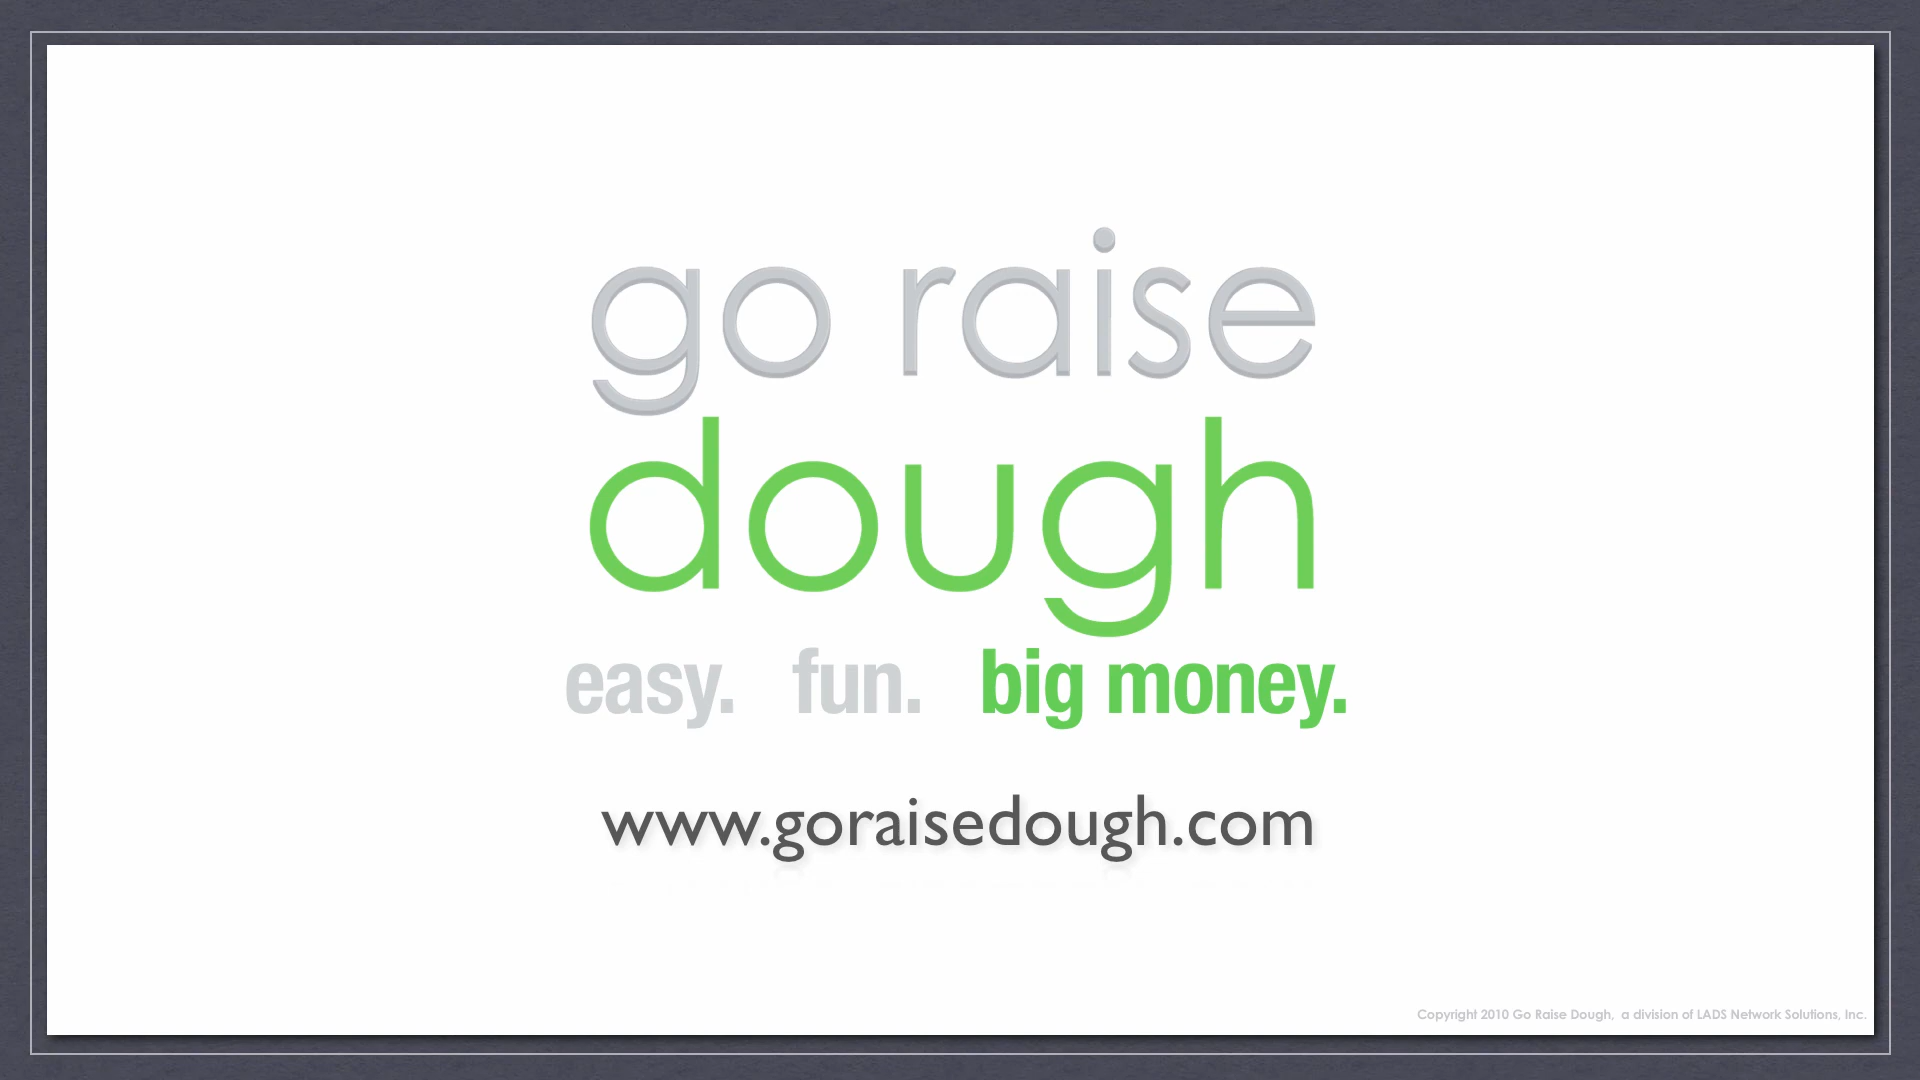 go raise
dough
easy. fun. big money.
www.goraisedough.com
Copyright 2010 Go Raise Dough, a division of LADS Network Solutions, Inc.